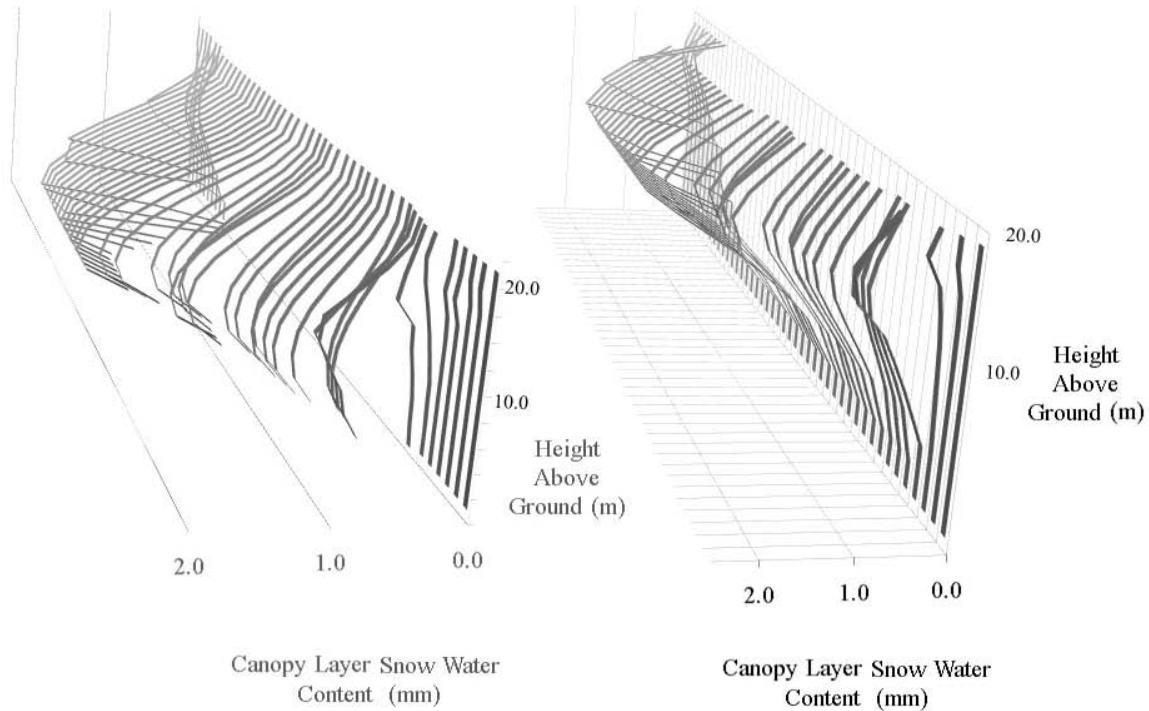 20.0
10.0
Height
Above
Ground (m)
2.0
1.0
0.0
Canopy Layer Snow Water
Content (mm)
20.0
10.0
Height
Above
Ground (m)
2.0
1.0
0.0
Canopy Layer Snow Water
Content (mm)